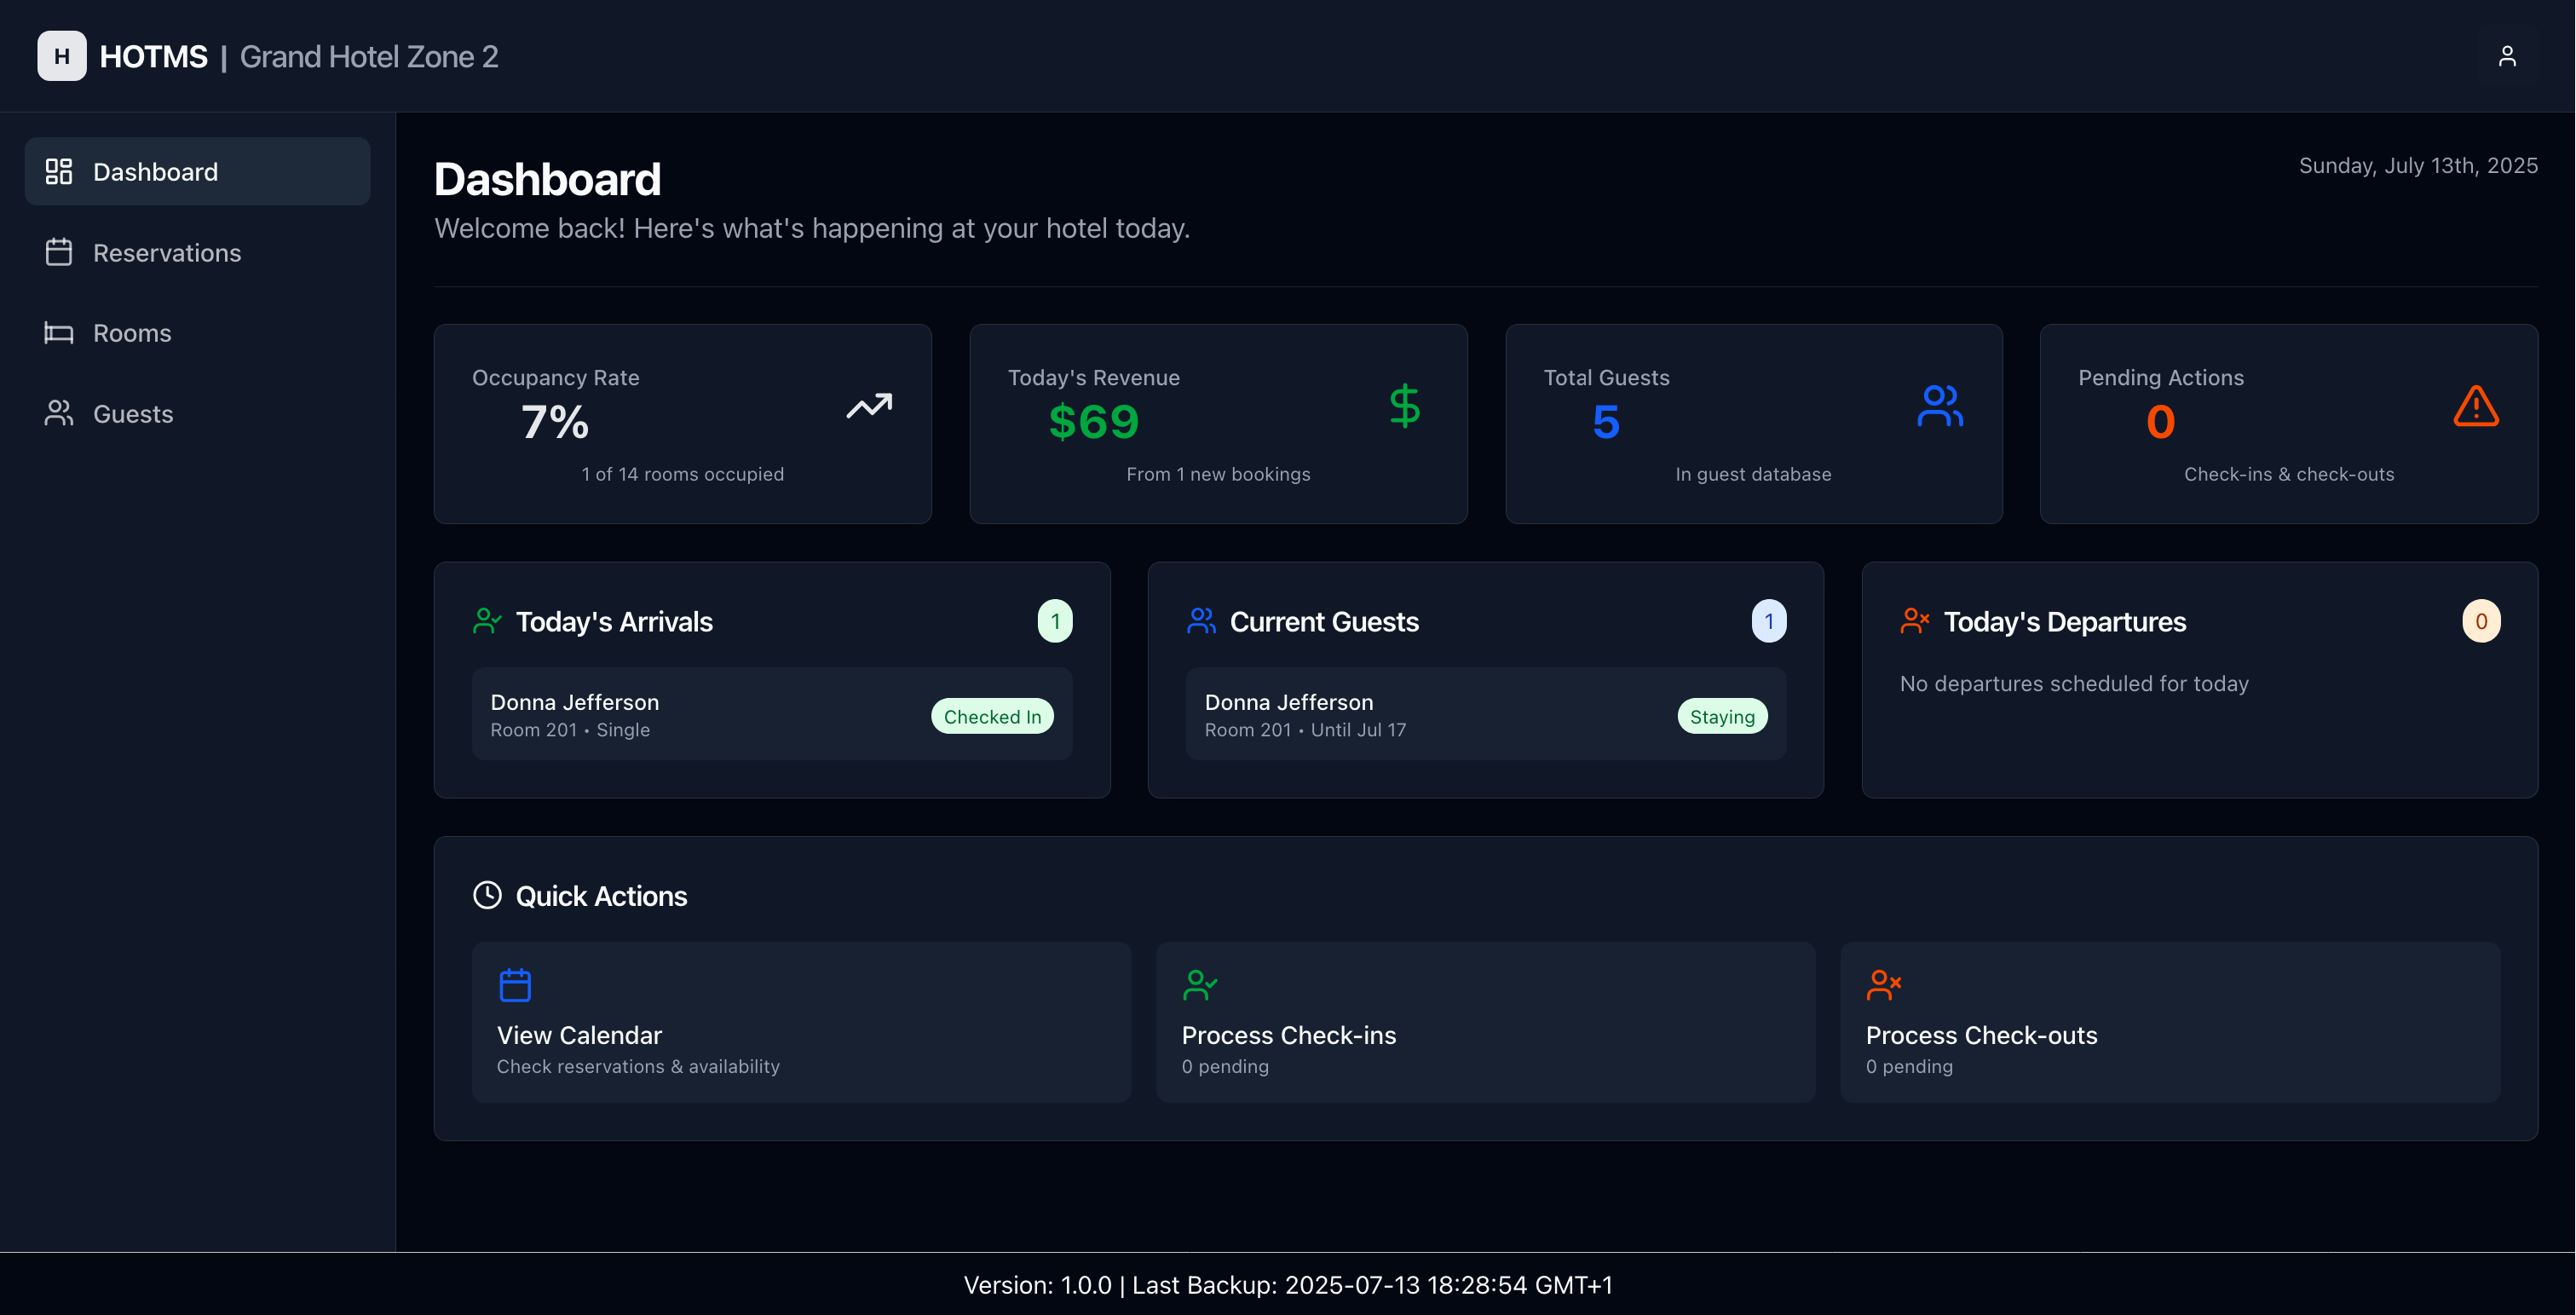 H HOTMS | Grand Hotel Zone 2
Dashboard
Reservations
Rooms
Guests
Dashboard
Sunday, July 13th, 2025
Welcome back! Here's what's happening at your hotel today.
Occupancy Rate
7%
1 of 14 rooms occupied
Today's Revenue
$69
From 1 new bookings
Total Guests
5
In guest database
Pending Actions
0
Check-ins & check-outs
Today's Arrivals 1
Donna Jefferson
Room 201 • Single
Checked In
Current Guests 1
Donna Jefferson
Room 201 • Until Jul 17
Staying
Today's Departures 0
No departures scheduled for today
Quick Actions
View Calendar
Check reservations & availability
Process Check-ins
0 pending
Process Check-outs
0 pending
Version: 1.0.0 | Last Backup: 2025-07-13 18:28:54 GMT+1